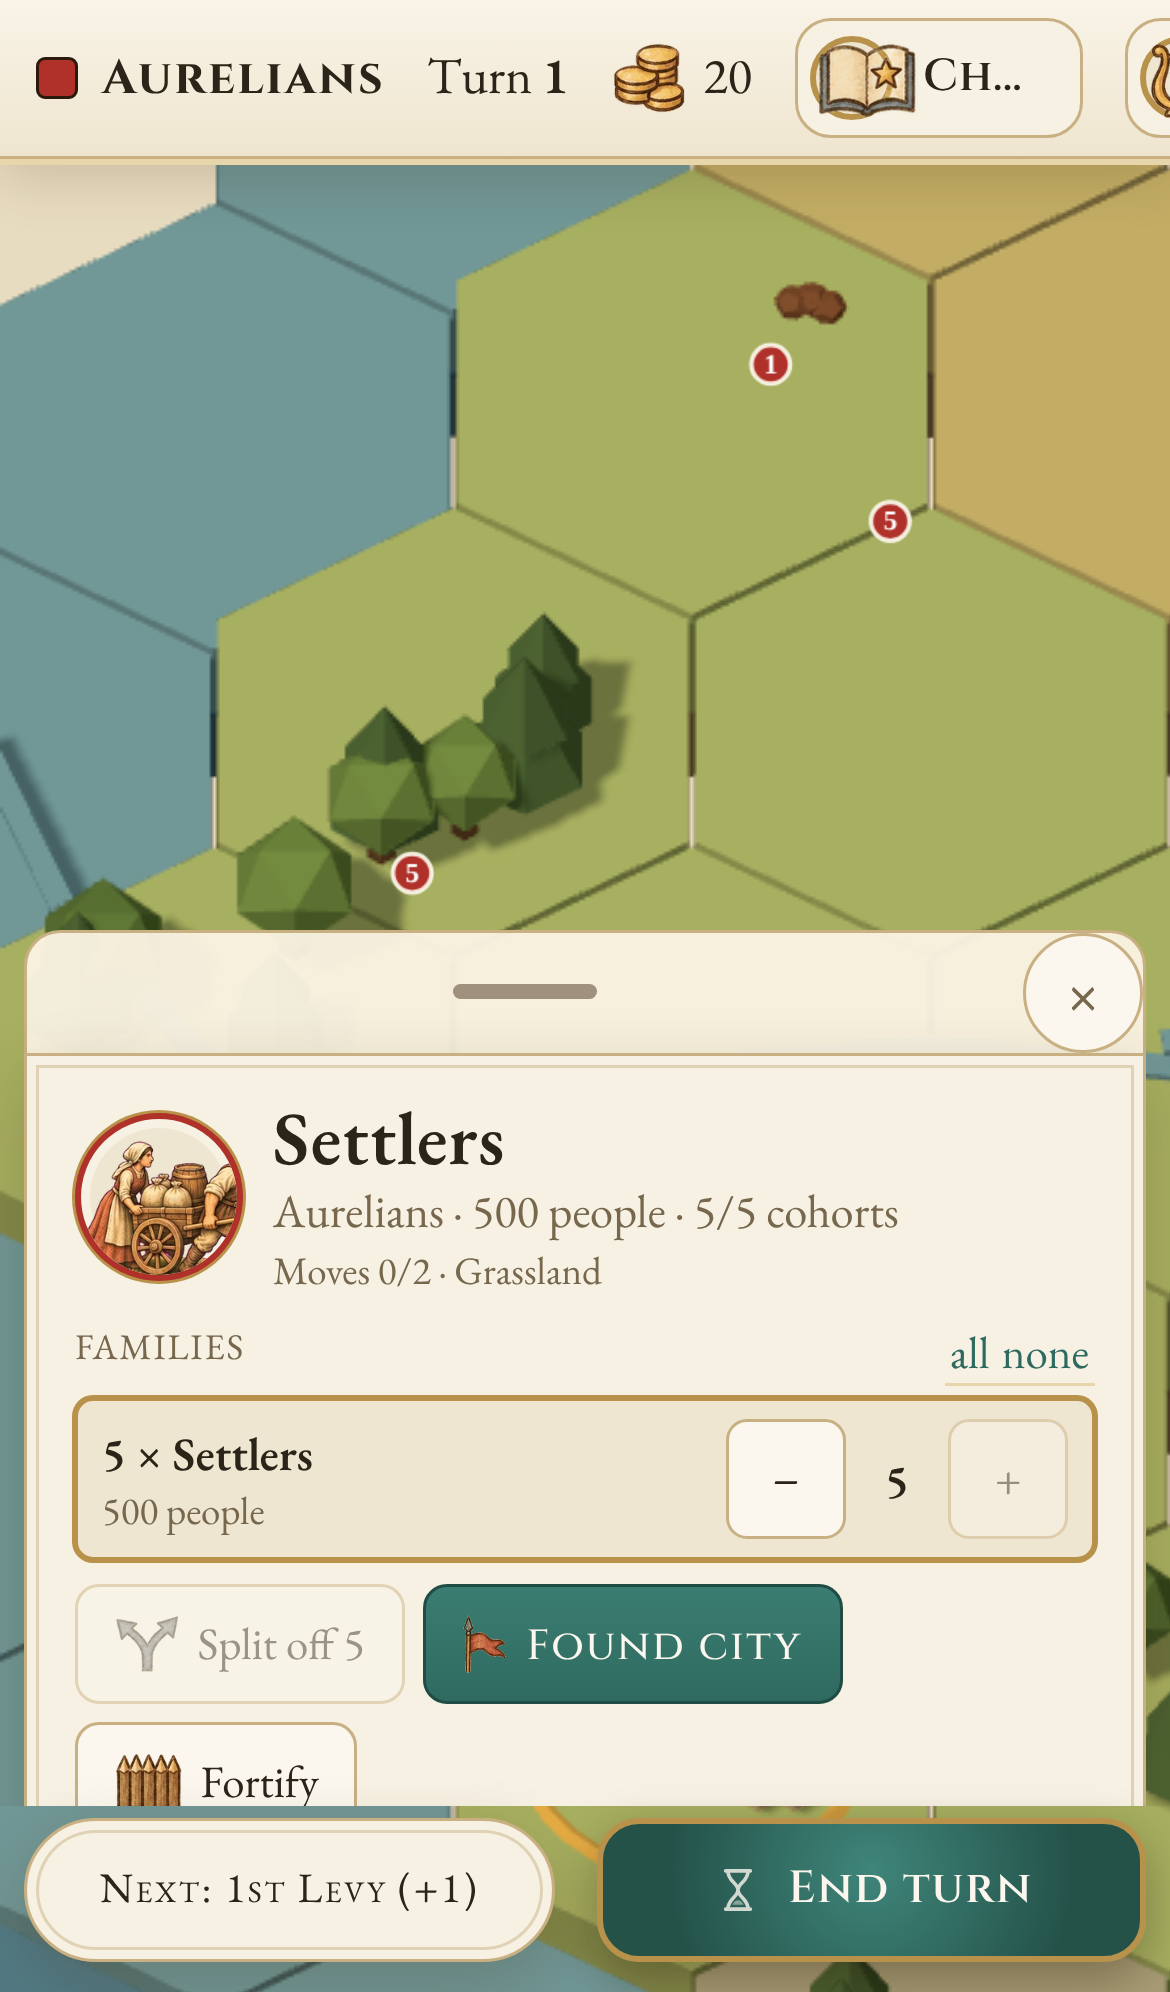 AURELIANS Turn 1 20 CH...
1
5
5
×
Settlers
Aurelians · 500 people · 5/5 cohorts
Moves 0/2 · Grassland
FAMILIES all none
5 × Settlers
500 people
− 5 +
Split off 5 FOUND CITY
Fortify
NEXT: 1ST LEVY (+1) END TURN